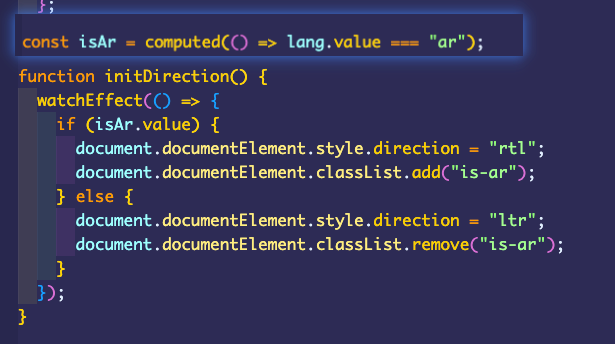 };
const isAr = computed(() => lang.value === "ar");
function initDirection() {
watchEffect(() => {
if (isAr.value) {
document.documentElement.style.direction = "rtl";
document.documentElement.classList.add("is-ar");
} else {
document.documentElement.style.direction = "ltr";
document.documentElement.classList.remove("is-ar");
}
});
}